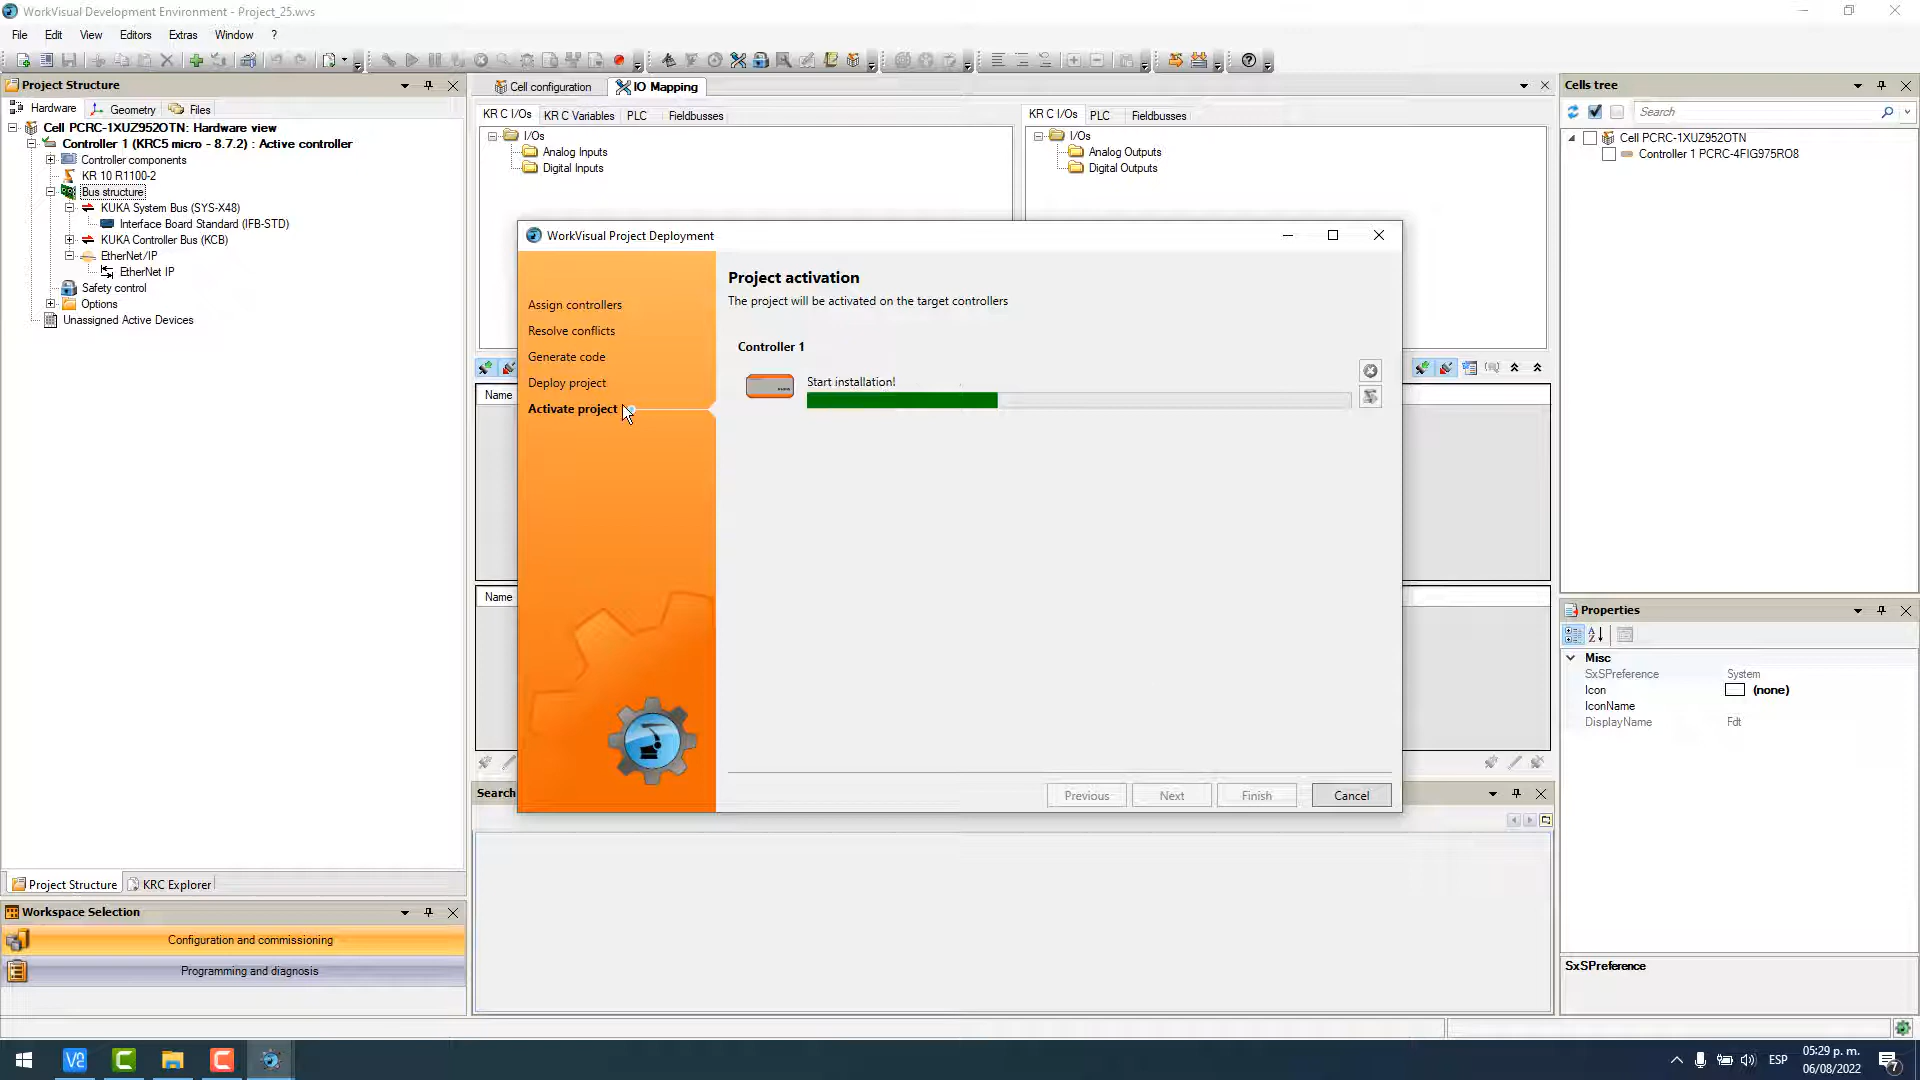 WorkVisual Development Environment - Project_25.wvs
File Edit View Editors Extras Window ?
Project Structure
Hardware Geometry Files
Cell PCRC-1XUZ952OTN: Hardware view
Controller 1 (KRC5 micro - 8.7.2) : Active controller
Controller components
KR 10 R1100-2
Bus structure
KUKA System Bus (SYS-X48)
Interface Board Standard (IFB-STD)
KUKA Controller Bus (KCB)
EtherNet/IP
EtherNet IP
Safety control
Options
Unassigned Active Devices
Project Structure KRC Explorer
Workspace Selection
Configuration and commissioning
Programming and diagnosis
Cell configuration IO Mapping
KR C I/Os KR C Variables PLC Fieldbusses
I/Os
Analog Inputs
Digital Inputs
KR C I/Os PLC Fieldbusses
I/Os
Analog Outputs
Digital Outputs
Name
Name
Search
WorkVisual Project Deployment
Assign controllers
Resolve conflicts
Generate code
Deploy project
Activate project
Project activation
The project will be activated on the target controllers
Controller 1
Start installation!
Previous Next Finish Cancel
Cells tree
Search
Cell PCRC-1XUZ952OTN
Controller 1 PCRC-4FIG975RO8
Properties
Misc
SxSPreference System
Icon (none)
IconName
DisplayName Fdt
SxSPreference
ESP
05:29 p. m.
06/08/2022
7